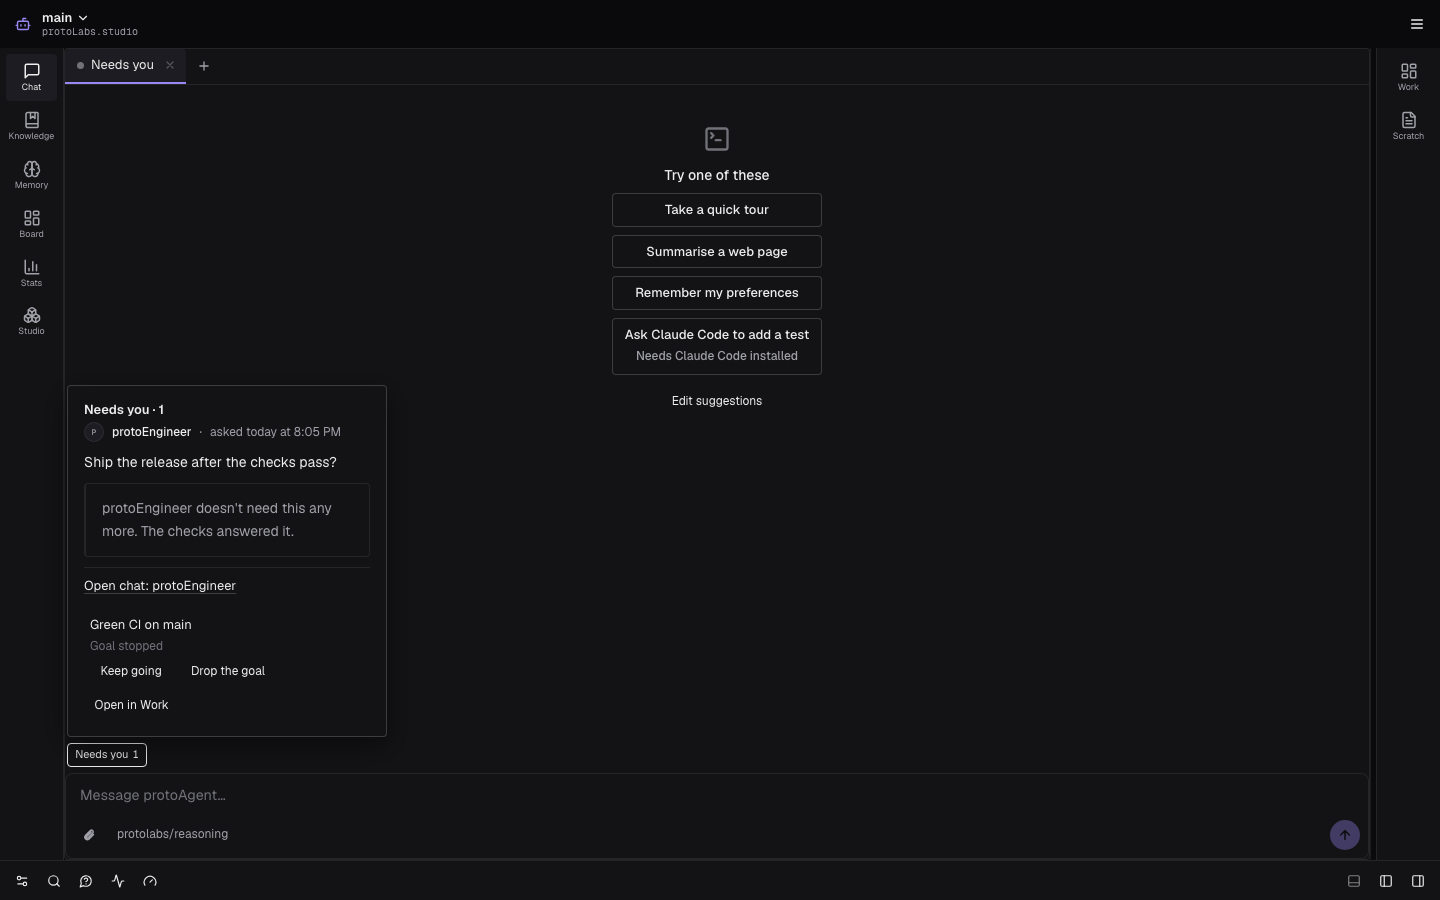 main
protoLabs.studio
Chat
Knowledge
Memory
Board
Stats
Studio
Needs you
Work
Scratch
Try one of these
Take a quick tour
Summarise a web page
Remember my preferences
Ask Claude Code to add a test
Needs Claude Code installed
Edit suggestions
Needs you · 1
P protoEngineer · asked today at 8:05 PM
Ship the release after the checks pass?
protoEngineer doesn't need this any
more. The checks answered it.
Open chat: protoEngineer
Green CI on main
Goal stopped
Keep going Drop the goal
Open in Work
Needs you 1
Message protoAgent…
protolabs/reasoning